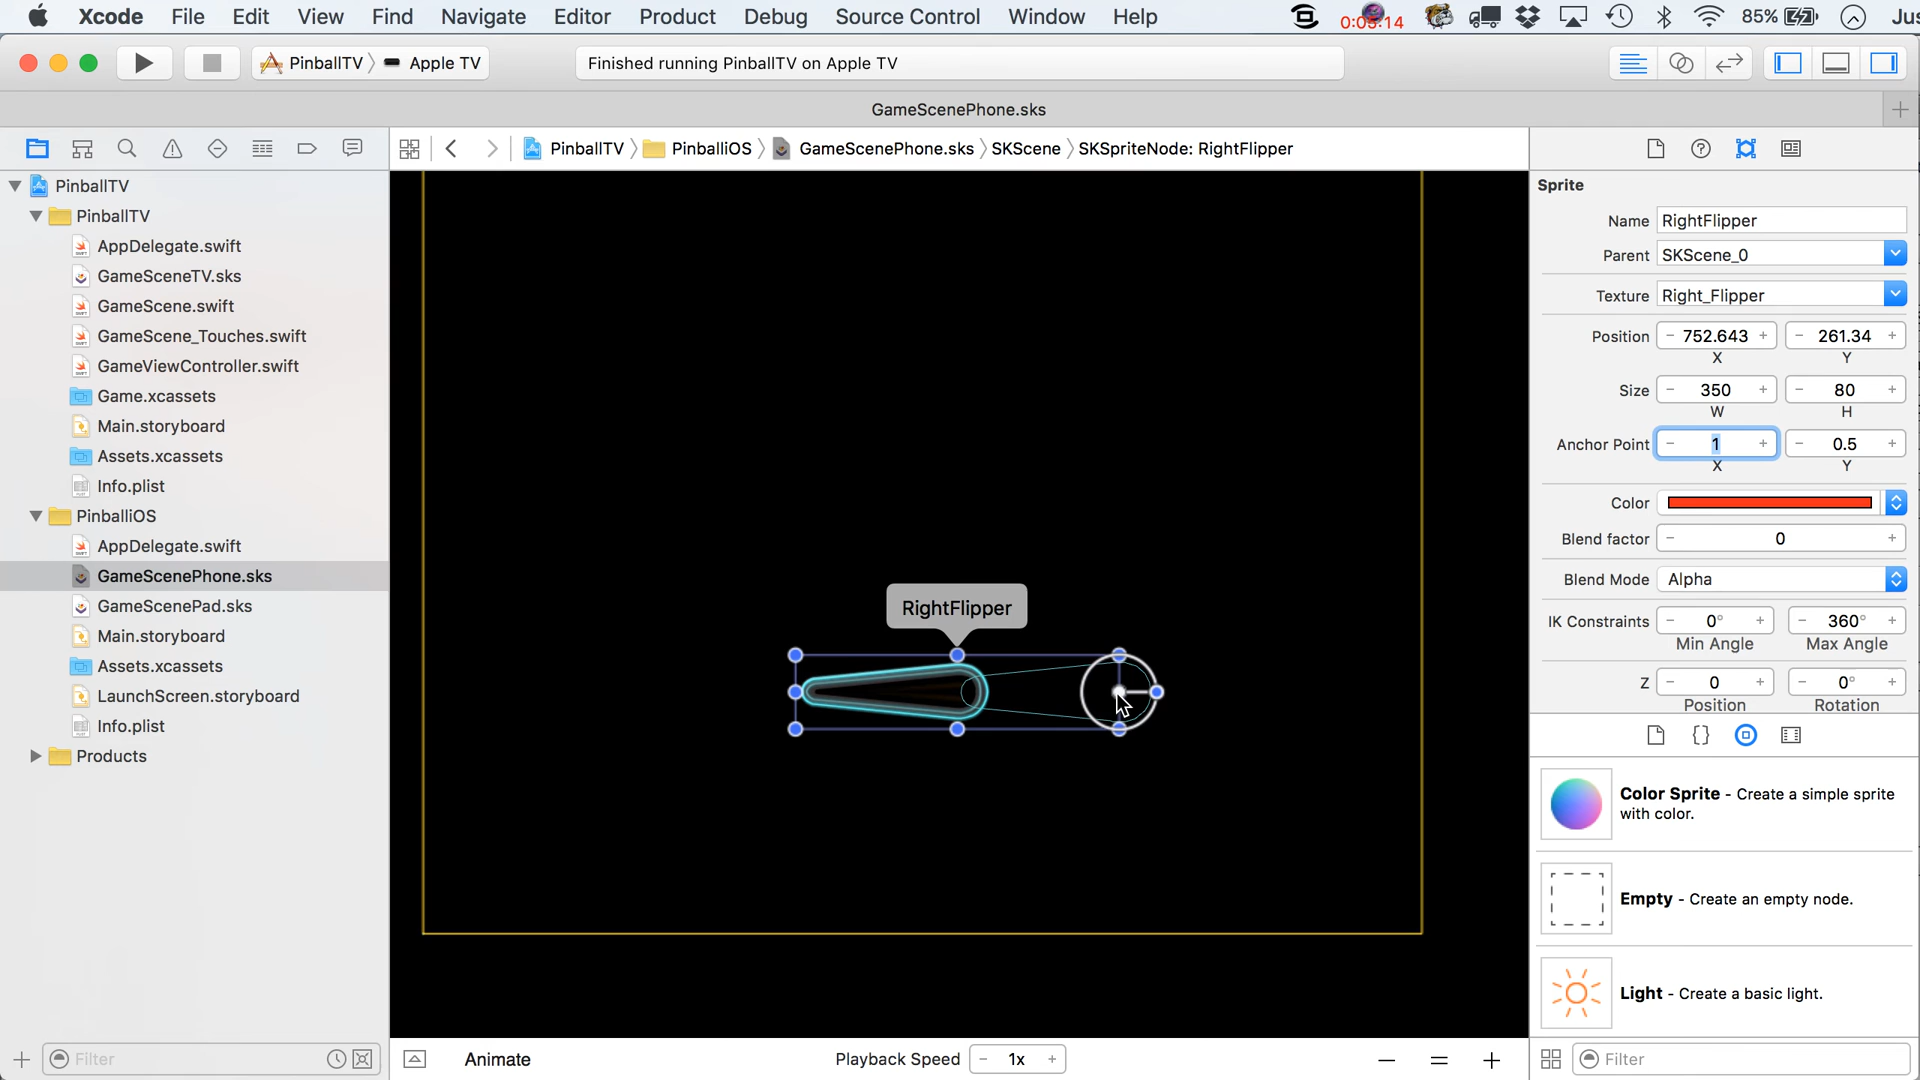 Xcode File Edit View Find Navigate Editor Product Debug Source Control Window Help 0:05:14 85% Jus
PinballTV Apple TV Finished running PinballTV on Apple TV
GameScenePhone.sks
PinballTV PinballiOS GameScenePhone.sks SKScene SKSpriteNode: RightFlipper
PinballTV
PinballTV
AppDelegate.swift
GameSceneTV.sks
GameScene.swift
GameScene_Touches.swift
GameViewController.swift
Game.xcassets
Main.storyboard
Assets.xcassets
Info.plist
PinballiOS
AppDelegate.swift
GameScenePhone.sks
GameScenePad.sks
Main.storyboard
Assets.xcassets
LaunchScreen.storyboard
Info.plist
Products
Filter
RightFlipper
Animate Playback Speed - 1x +
Sprite
Name RightFlipper
Parent SKScene_0
Texture Right_Flipper
Position - 752.643 + - 261.34 +
X Y
Size - 350 + - 80 +
W H
Anchor Point - 1 + - 0.5 +
X Y
Color
Blend factor - 0 +
Blend Mode Alpha
IK Constraints - 0° + - 360° +
Min Angle Max Angle
Z - 0 + - 0° +
Position Rotation
Color Sprite - Create a simple sprite
with color.
Empty - Create an empty node.
Light - Create a basic light.
Filter